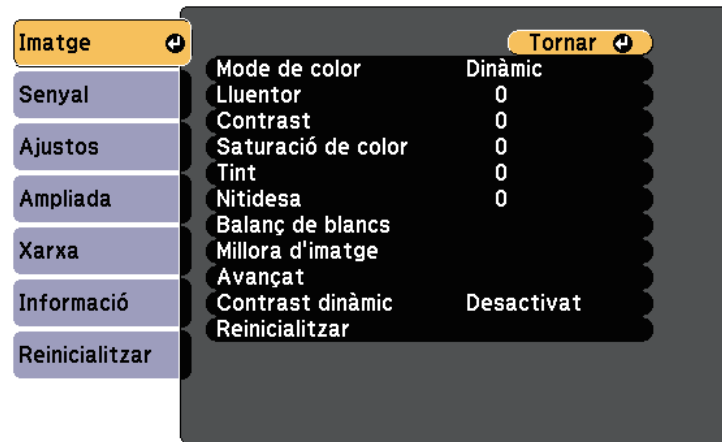 Imatge
Senyal
Ajustos
Ampliada
Xarxa
Informació
Reinicialitzar
Tornar
Mode de color Dinàmic
Lluentor 0
Contrast 0
Saturació de color 0
Tint 0
Nitidesa 0
Balanç de blancs
Millora d'imatge
Avançat
Contrast dinàmic Desactivat
Reinicialitzar